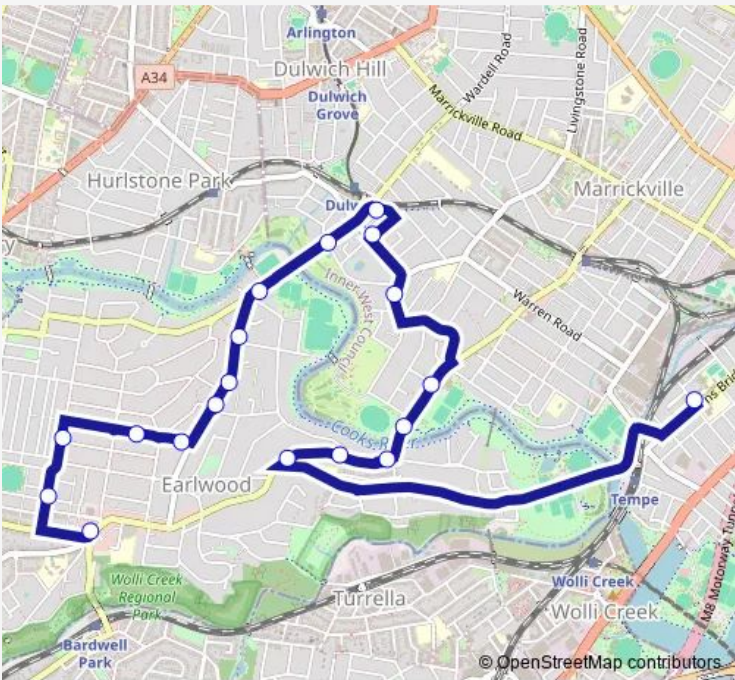 Arlington
Dulwich Hill
A34
Wardell Road
Livingstone Road
Dulwich
Grove
Marrickville Road
Hurlstone Park
Marrickville
Inner West Council
Warren Road
Cooks River
Earlwood
Tempe
Wolli Creek
Regional
Park
Turrella
Wolli Creek
Wolli Creek
Bardwell
Park
© OpenStreetMap contributors